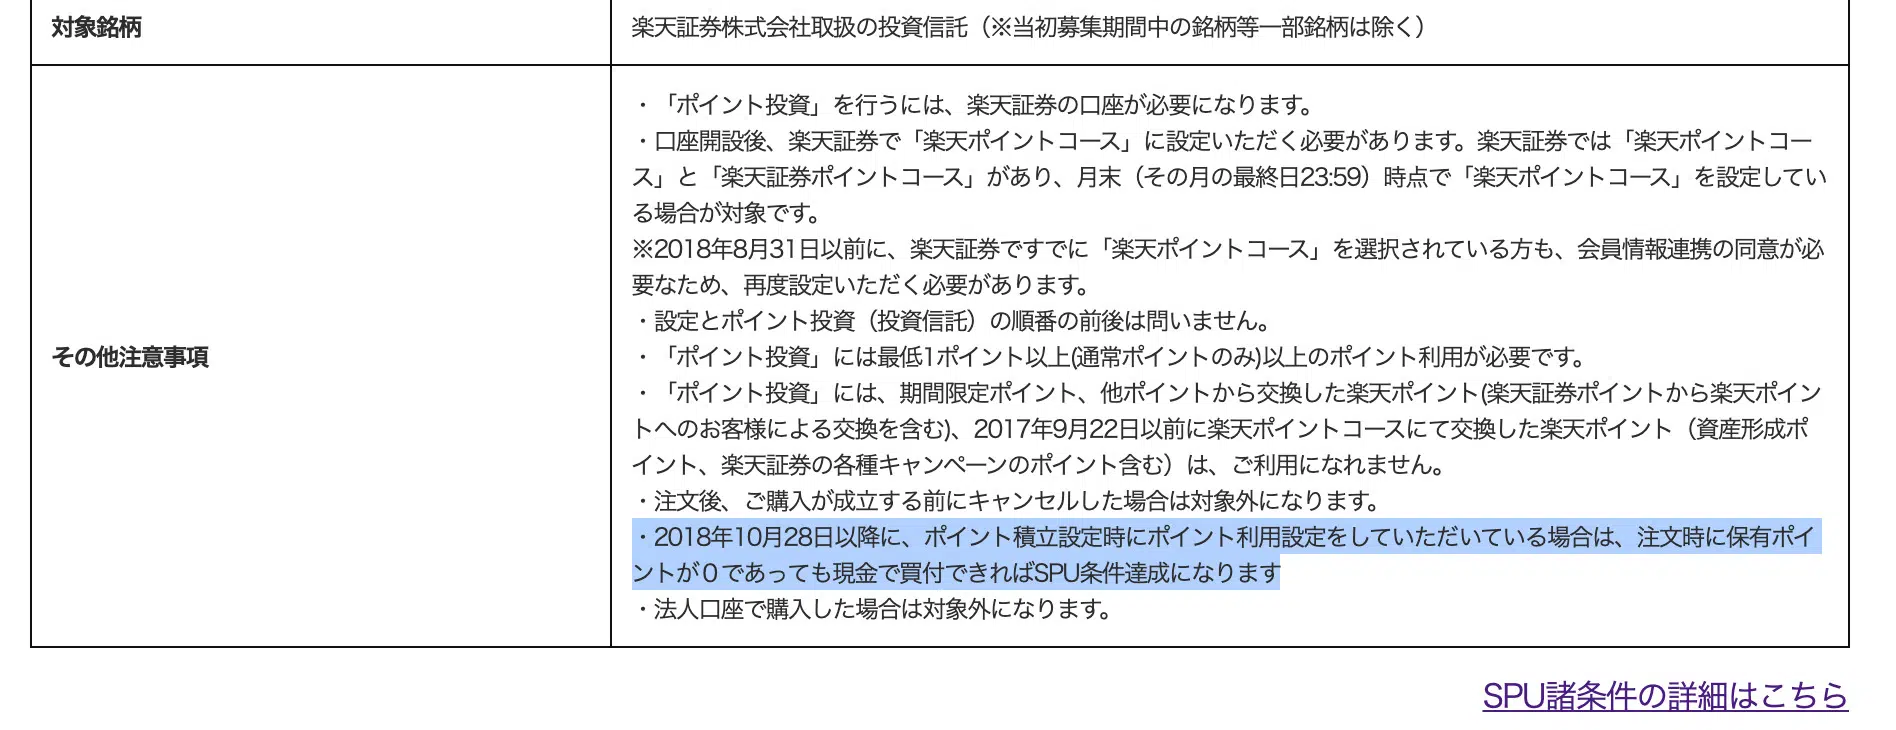 対象銘柄
楽天証券株式会社取扱の投資信託（※当初募集期間中の銘柄等一部銘柄は除く）
その他注意事項
・「ポイント投資」を行うには、楽天証券の口座が必要になります。
・口座開設後、楽天証券で「楽天ポイントコース」に設定いただく必要があります。楽天証券では「楽天ポイントコー
ス」と「楽天証券ポイントコース」があり、月末（その月の最終日23:59）時点で「楽天ポイントコース」を設定してい
る場合が対象です。
※2018年8月31日以前に、楽天証券ですでに「楽天ポイントコース」を選択されている方も、会員情報連携の同意が必
要なため、再度設定いただく必要があります。
・設定とポイント投資（投資信託）の順番の前後は問いません。
・「ポイント投資」には最低1ポイント以上(通常ポイントのみ)以上のポイント利用が必要です。
・「ポイント投資」には、期間限定ポイント、他ポイントから交換した楽天ポイント(楽天証券ポイントから楽天ポイン
トへのお客様による交換を含む)、2017年9月22日以前に楽天ポイントコースにて交換した楽天ポイント（資産形成ポ
イント、楽天証券の各種キャンペーンのポイント含む）は、ご利用になれません。
・注文後、ご購入が成立する前にキャンセルした場合は対象外になります。
・2018年10月28日以降に、ポイント積立設定時にポイント利用設定をしていただいている場合は、注文時に保有ポイ
ントが０であっても現金で買付できればSPU条件達成になります
・法人口座で購入した場合は対象外になります。
SPU諸条件の詳細はこちら